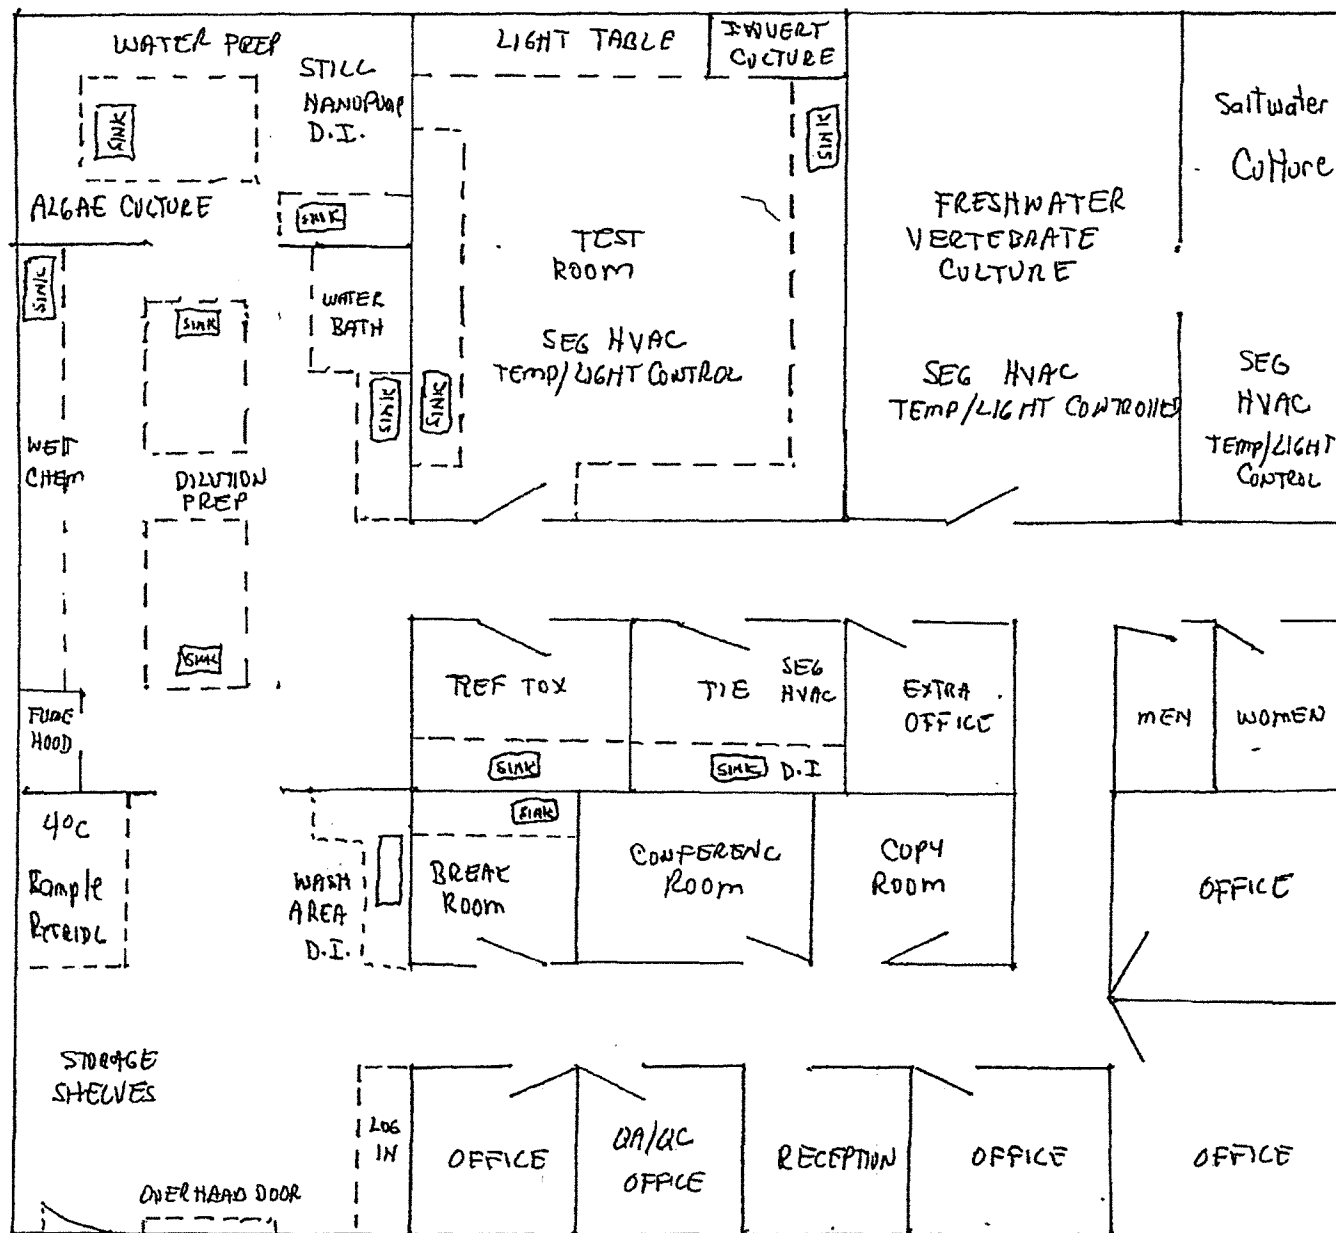 WATER PREP
STILL
NANOPURE
D.I.
SINK
ALGAE CULTURE
SINK
LIGHT TABLE
INVERT
CULTURE
SINK
TEST
ROOM
SEG HVAC
TEMP/LIGHT CONTROL
FRESHWATER
VERTEBRATE
CULTURE
SEG HVAC
TEMP/LIGHT CONTROLLED
Saltwater
Culture
SEG
HVAC
TEMP/LIGHT
CONTROL
SINK
SINK
WATER
BATH
SINK
SINK
WET
CHEM
DILUTION
PREP
SINK
FUME
HOOD
REF TOX
SINK
TIE
SEG
HVAC
SINK D.I
EXTRA
OFFICE
MEN
WOMEN
4°C
Sample
WASH
AREA
D.I.
SINK
BREAK
ROOM
CONFERENC
ROOM
COPY
ROOM
OFFICE
STORAGE
SHELVES
LOG
IN
OFFICE
QA/QC
OFFICE
RECEPTION
OFFICE
OFFICE
OVERHEAD DOOR